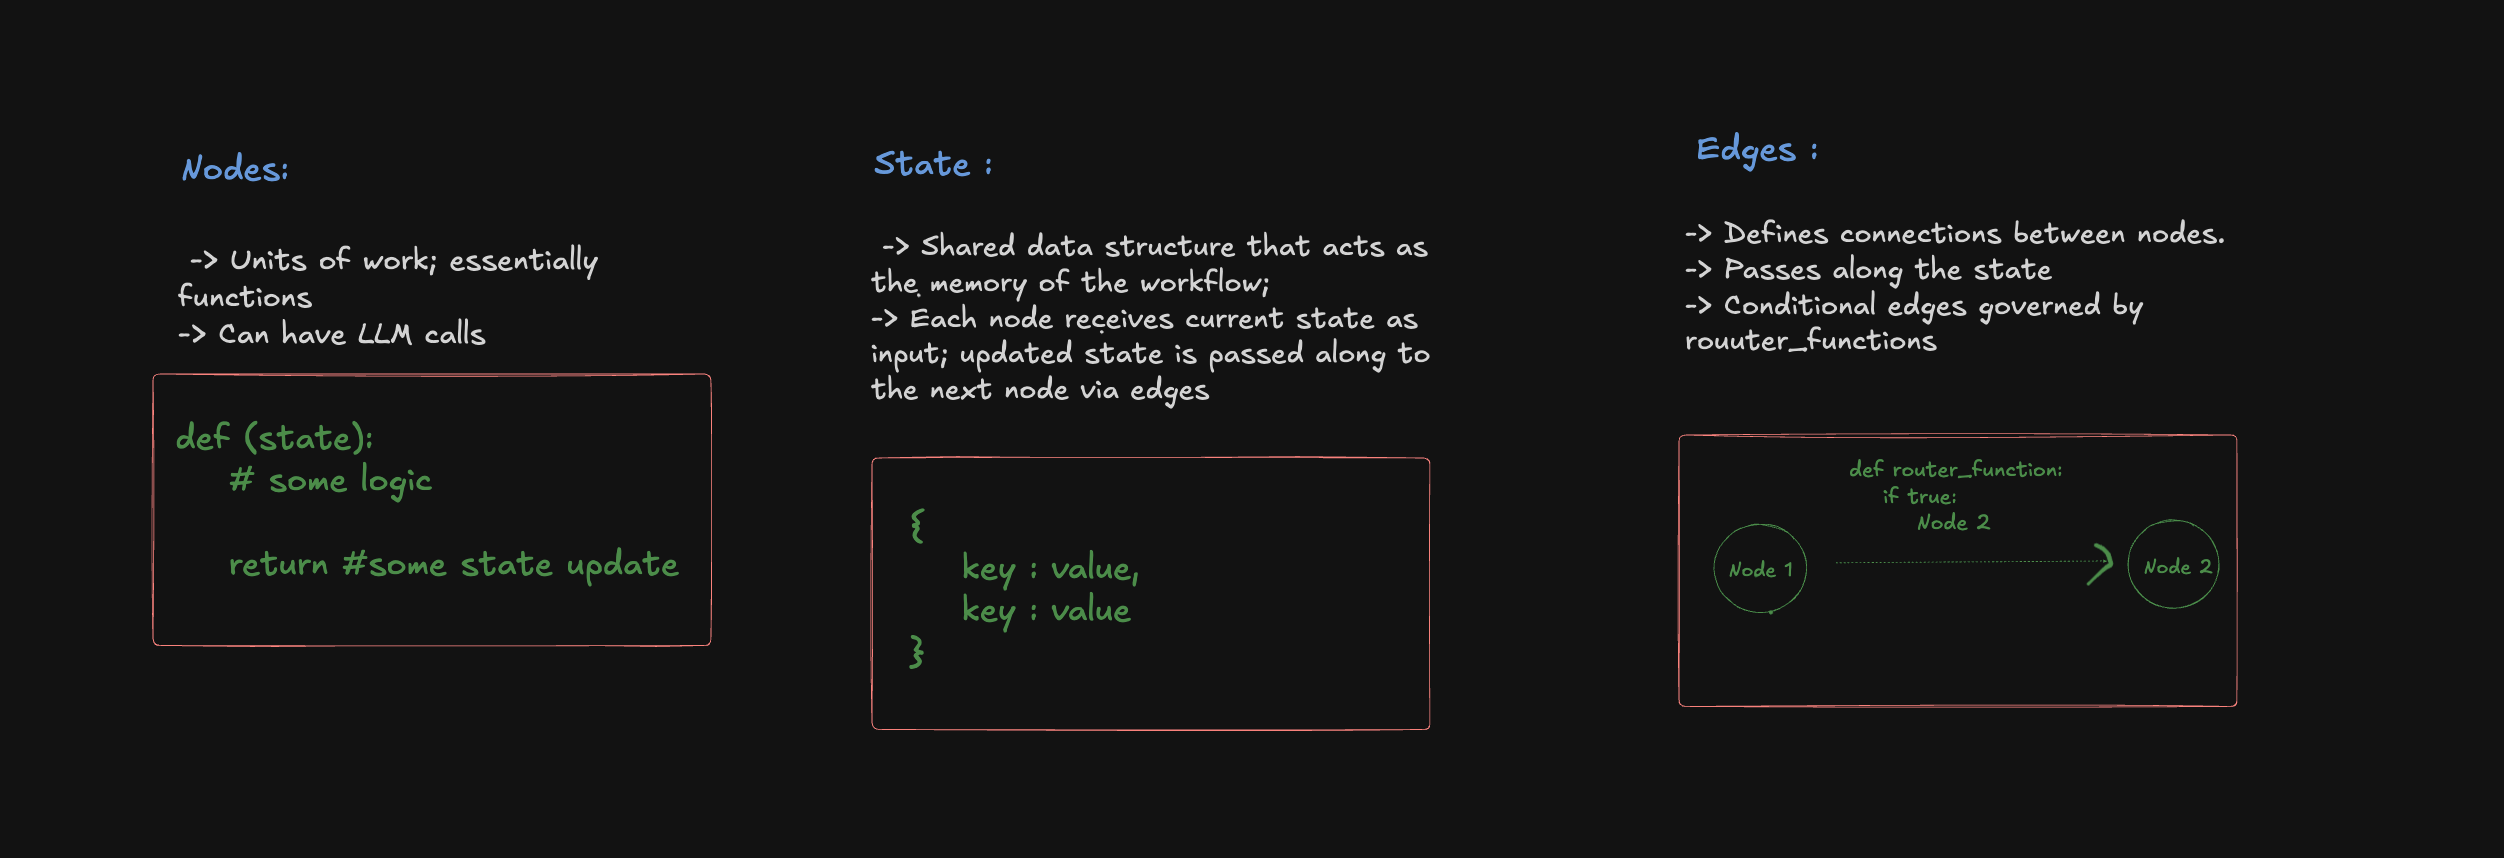 Nodes:
-> Units of work; essentially
functions
-> Can have LLM calls
def (state):
# some logic
return #some state update
State :
-> Shared data structure that acts as
the memory of the workflow;
-> Each node receives current state as
input; updated state is passed along to
the next node via edges
{
key : value,
key : value
}
Edges :
-> Defines connections between nodes.
-> Passes along the state
-> Conditional edges governed by
rouuter_functions
def router_function:
if true:
Node 2
Node 1
Node 2